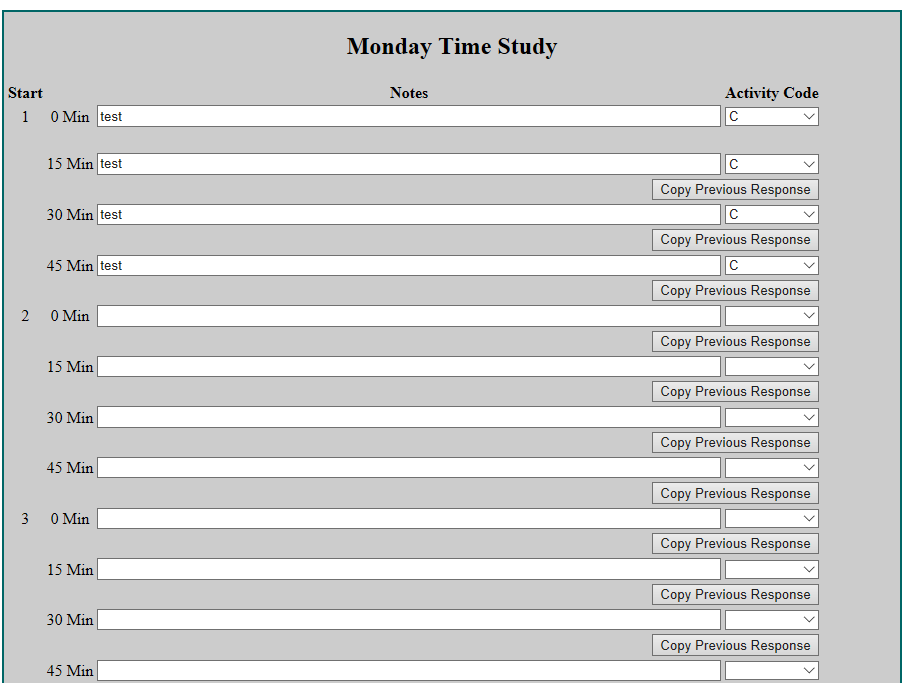 Monday Time Study
Start Notes Activity Code
1 0 Min test C
15 Min test C
Copy Previous Response
30 Min test C
Copy Previous Response
45 Min test C
Copy Previous Response
2 0 Min
Copy Previous Response
15 Min
Copy Previous Response
30 Min
Copy Previous Response
45 Min
Copy Previous Response
3 0 Min
Copy Previous Response
15 Min
Copy Previous Response
30 Min
Copy Previous Response
45 Min